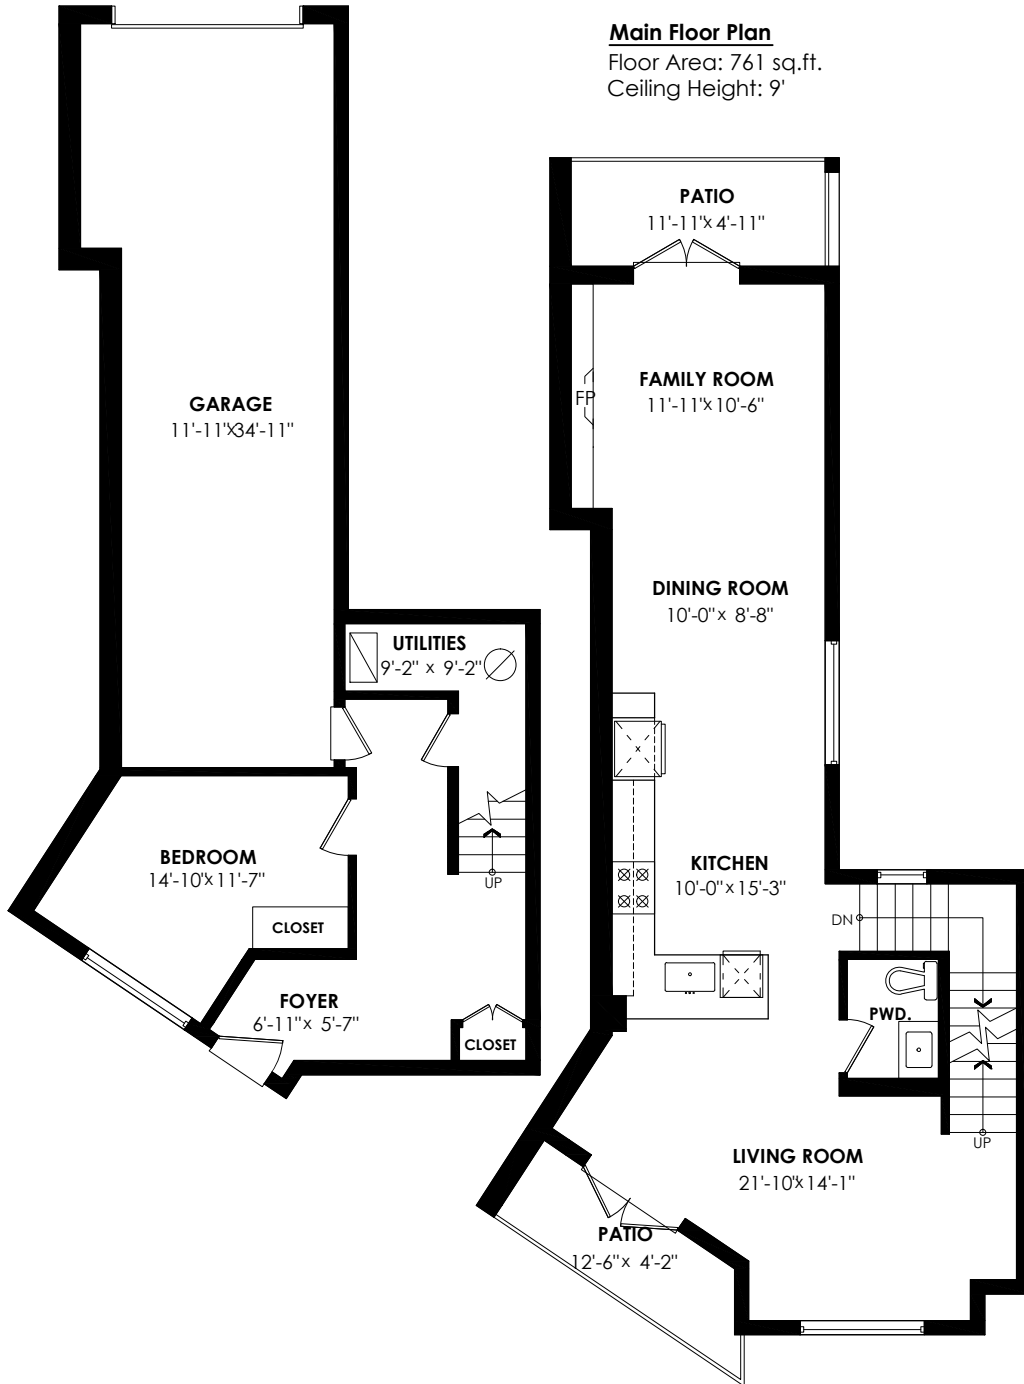 Main Floor Plan
Floor Area: 761 sq.ft.
Ceiling Height: 9'
GARAGE
11'-11"x34'-11"
UTILITIES
9'-2" x 9'-2"
BEDROOM
14'-10"x 11'-7"
CLOSET
UP
FOYER
6'-11"x 5'-7"
CLOSET
PATIO
11'-11"x 4'-11"
FAMILY ROOM
11'-11"x 10'-6"
FP
DINING ROOM
10'-0"x 8'-8"
KITCHEN
10'-0"x 15'-3"
DN
PWD.
UP
LIVING ROOM
21'-10"x 14'-1"
PATIO
12'-6"x 4'-2"